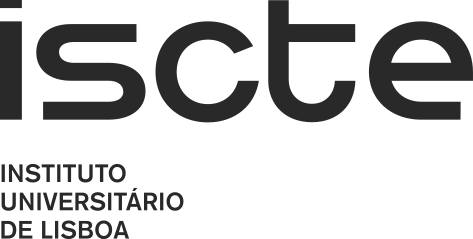 iscte
INSTITUTO
UNIVERSITÁRIO
DE LISBOA